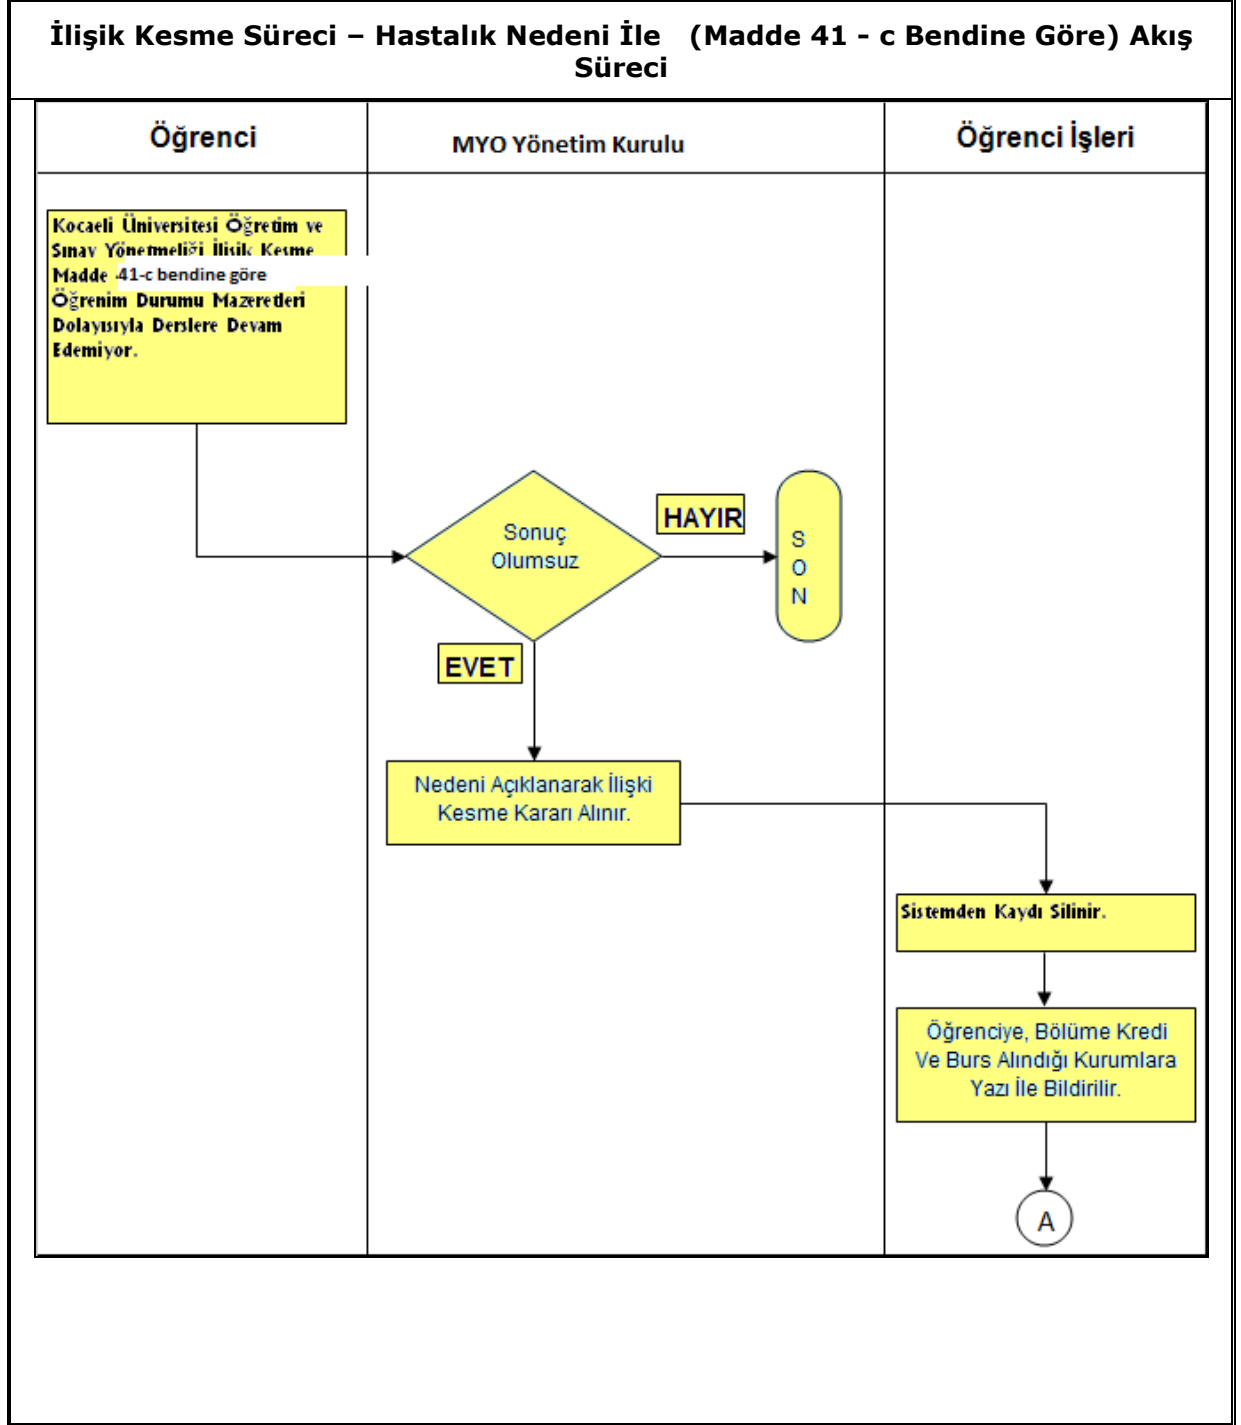 İlişik Kesme Süreci – Hastalık Nedeni İle (Madde 41 - c Bendine Göre) Akış
Süreci
Öğrenci
MYO Yönetim Kurulu
Öğrenci İşleri
Kocaeli Üniversitesi Öğretim ve
Sınav Yönetmeliği İlişik Kesme
Madde 41-c bendine göre
Öğrenim Durumu Mazeretleri
Dolayısıyla Derslere Devam
Edemiyor.
Sonuç
Olumsuz
HAYIR
S
O
N
EVET
Nedeni Açıklanarak İlişki
Kesme Kararı Alınır.
Sistemden Kaydı Silinir.
Öğrenciye, Bölüme Kredi
Ve Burs Alındığı Kurumlara
Yazı İle Bildirilir.
A